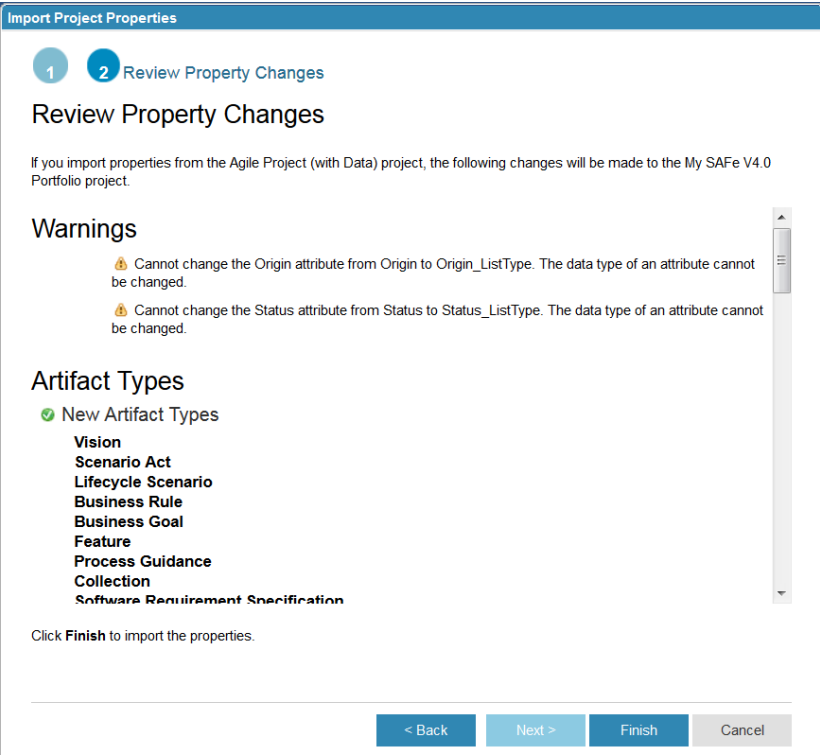 Import Project Properties
1 2 Review Property Changes
Review Property Changes
If you import properties from the Agile Project (with Data) project, the following changes will be made to the My SAFe V4.0
Portfolio project.
Warnings
Cannot change the Origin attribute from Origin to Origin_ListType. The data type of an attribute cannot
be changed.
Cannot change the Status attribute from Status to Status_ListType. The data type of an attribute cannot
be changed.
Artifact Types
New Artifact Types
Vision
Scenario Act
Lifecycle Scenario
Business Rule
Business Goal
Feature
Process Guidance
Collection
Software Requirement Specification
Click Finish to import the properties.
< Back Next > Finish Cancel